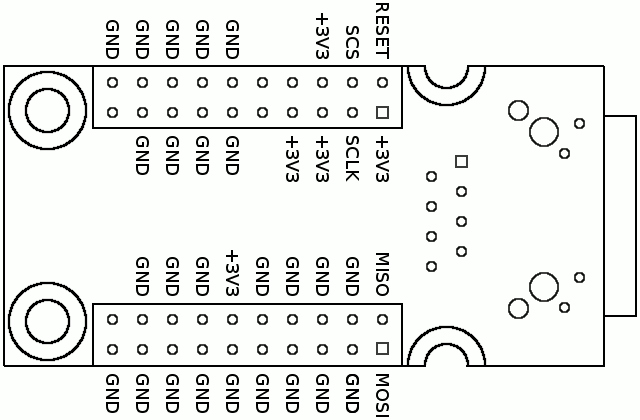 GND GND GND GND GND +3V3 SCS RESET
GND GND GND GND +3V3 +3V3 SCLK +3V3
GND GND GND +3V3 GND GND GND GND MISO
GND GND GND GND GND GND GND GND GND MOSI